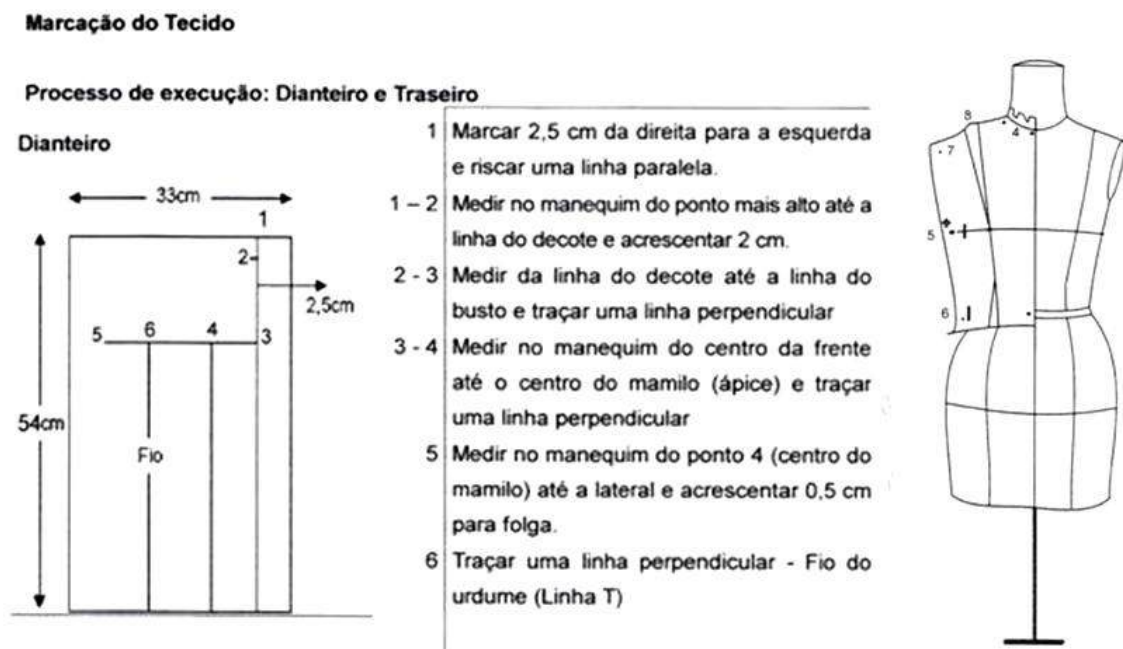 Marcação do Tecido
Processo de execução: Dianteiro e Traseiro
Dianteiro
33cm
1
2
2,5cm
5 6 4 3
54cm
Fio
1 Marcar 2,5 cm da direita para a esquerda
e riscar uma linha paralela.
1 – 2 Medir no manequim do ponto mais alto até a
linha do decote e acrescentar 2 cm.
2 - 3 Medir da linha do decote até a linha do
busto e traçar uma linha perpendicular
3 - 4 Medir no manequim do centro da frente
até o centro do mamilo (ápice) e traçar
uma linha perpendicular
5 Medir no manequim do ponto 4 (centro do
mamilo) até a lateral e acrescentar 0,5 cm
para folga.
6 Traçar uma linha perpendicular - Fio do
urdume (Linha T)
8
4
7
5
6